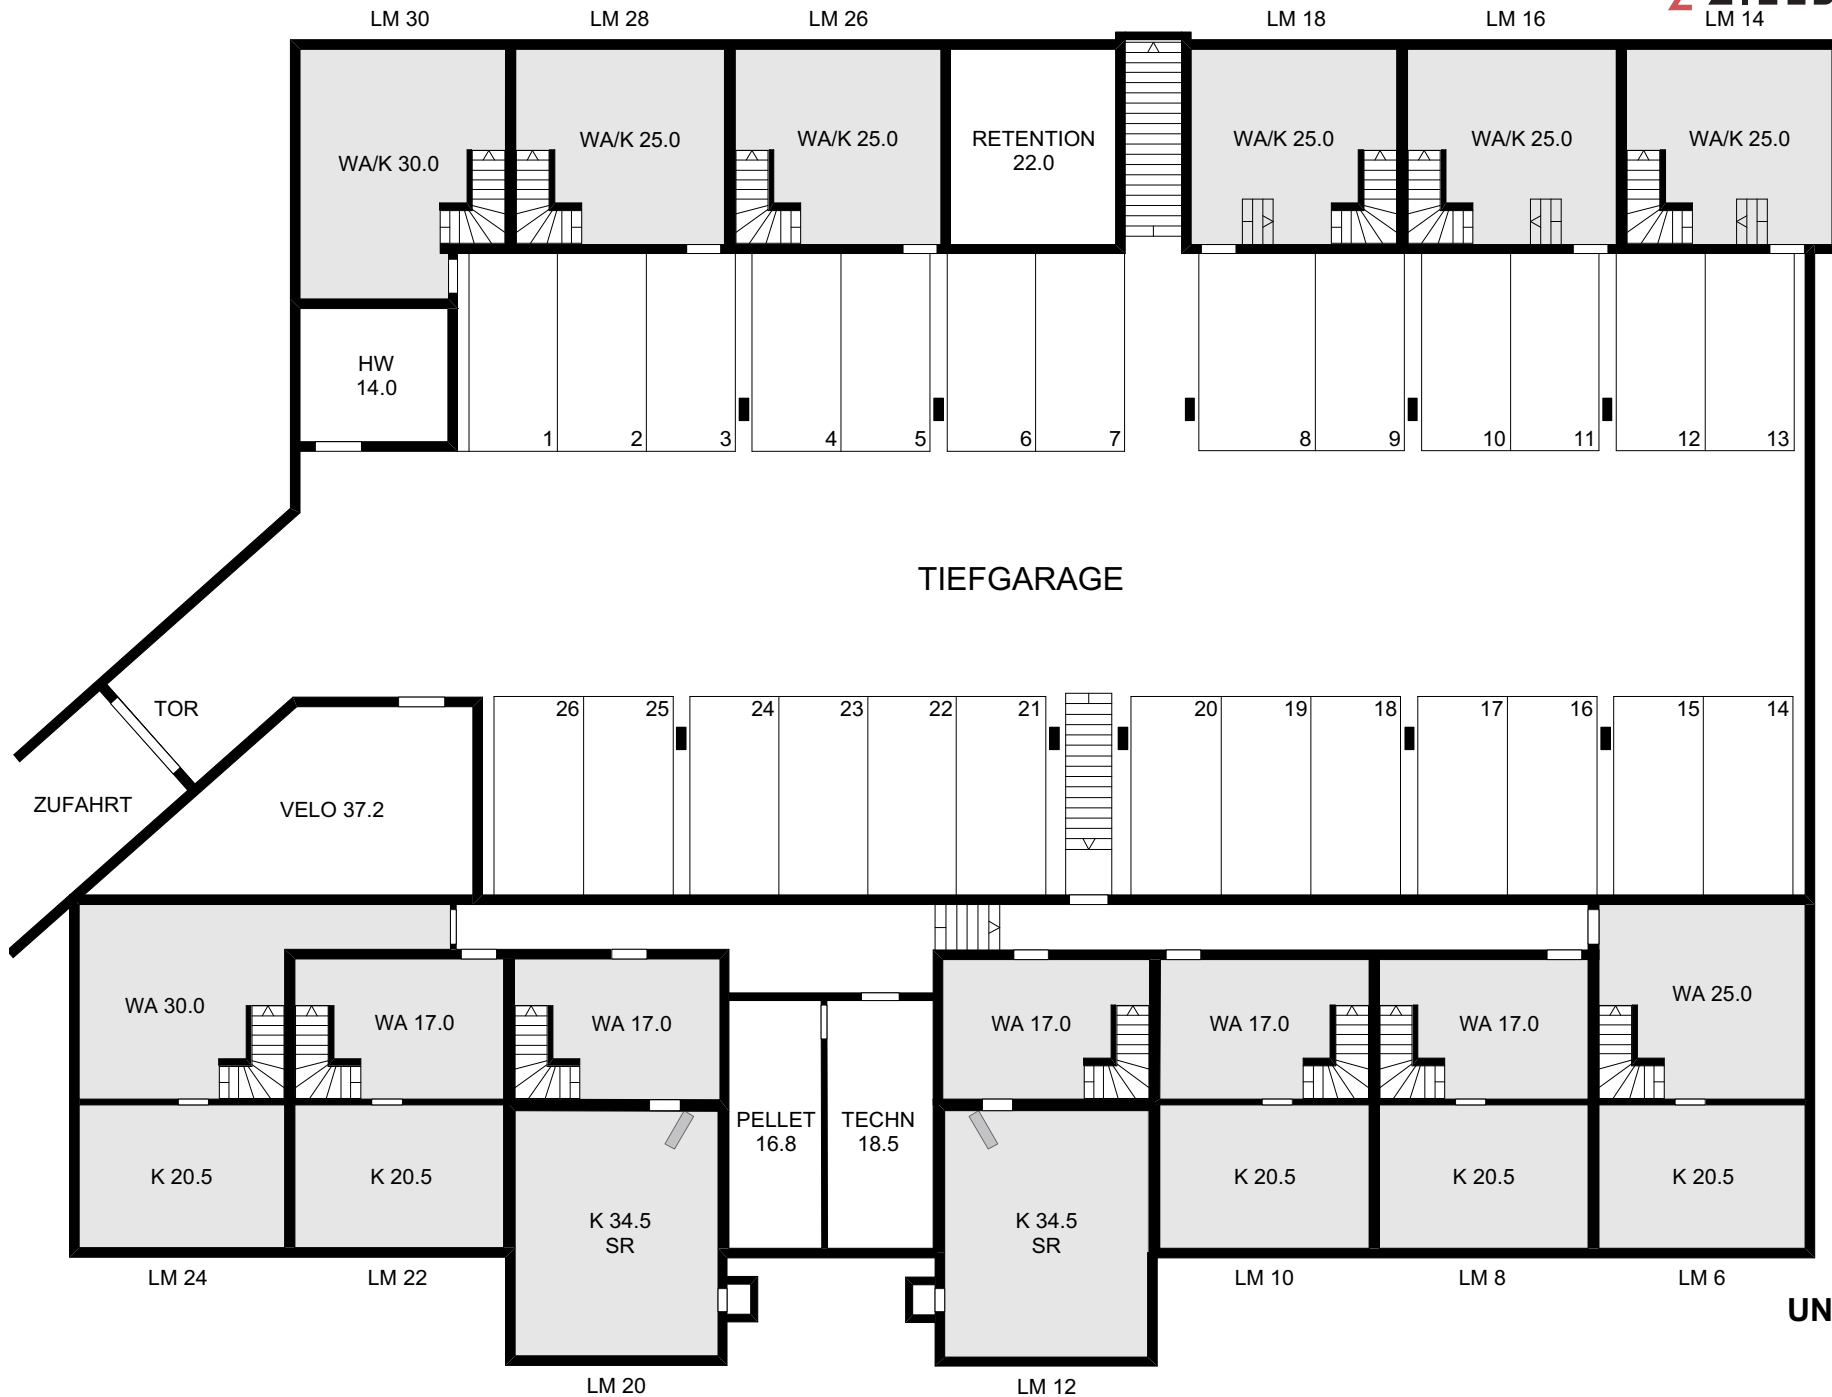 LM 30
LM 28
LM 26
LM 18
LM 16
LM 14
WA/K 30.0
WA/K 25.0
WA/K 25.0
RETENTION
22.0
WA/K 25.0
WA/K 25.0
WA/K 25.0
HW
14.0
1
2
3
4
5
6
7
8
9
10
11
12
13
TIEFGARAGE
TOR
ZUFAHRT
VELO 37.2
26
25
24
23
22
21
20
19
18
17
16
15
14
WA 30.0
WA 17.0
WA 17.0
WA 17.0
WA 17.0
WA 17.0
WA 25.0
PELLET
16.8
TECHN
18.5
K 20.5
K 20.5
K 34.5
SR
K 34.5
SR
K 20.5
K 20.5
K 20.5
LM 24
LM 22
LM 10
LM 8
LM 6
UN
LM 20
LM 12